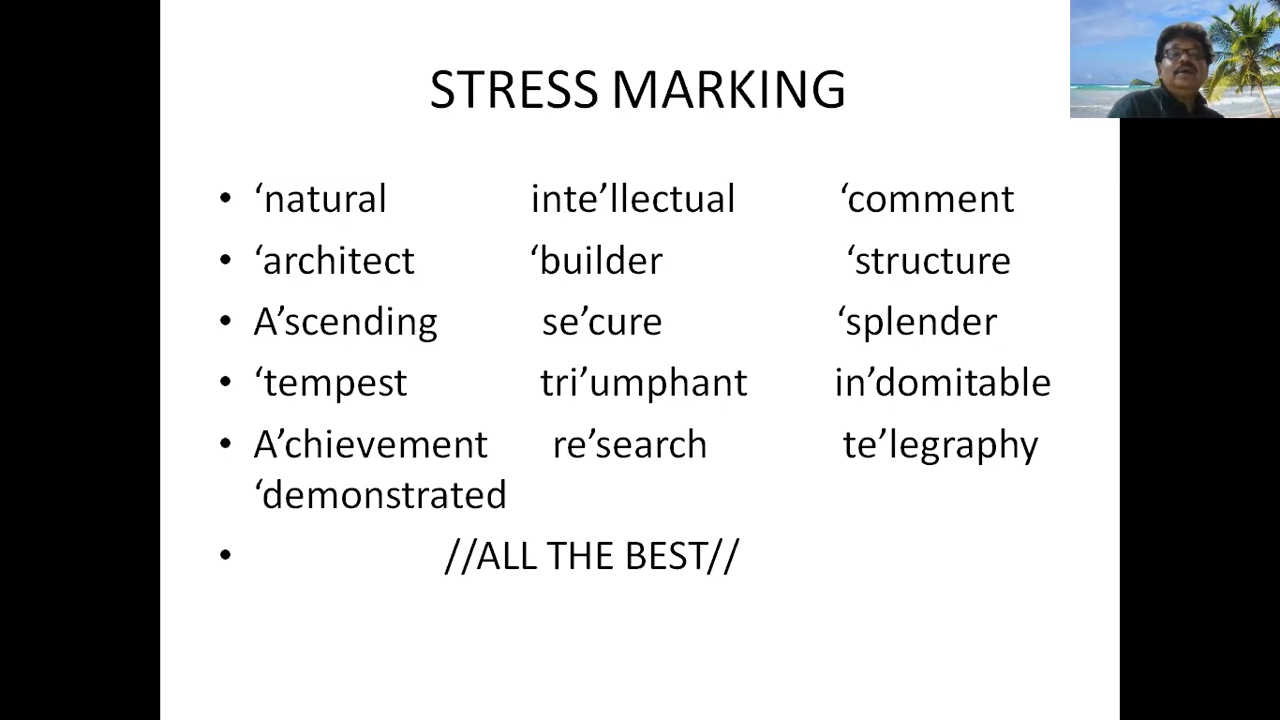 STRESS MARKING
• ‘natural inte’llectual ‘comment
• ‘architect ‘builder ‘structure
• A’scending se’cure ‘splender
• ‘tempest tri’umphant in’domitable
• A’chievement re’search te’legraphy
‘demonstrated
• //ALL THE BEST//